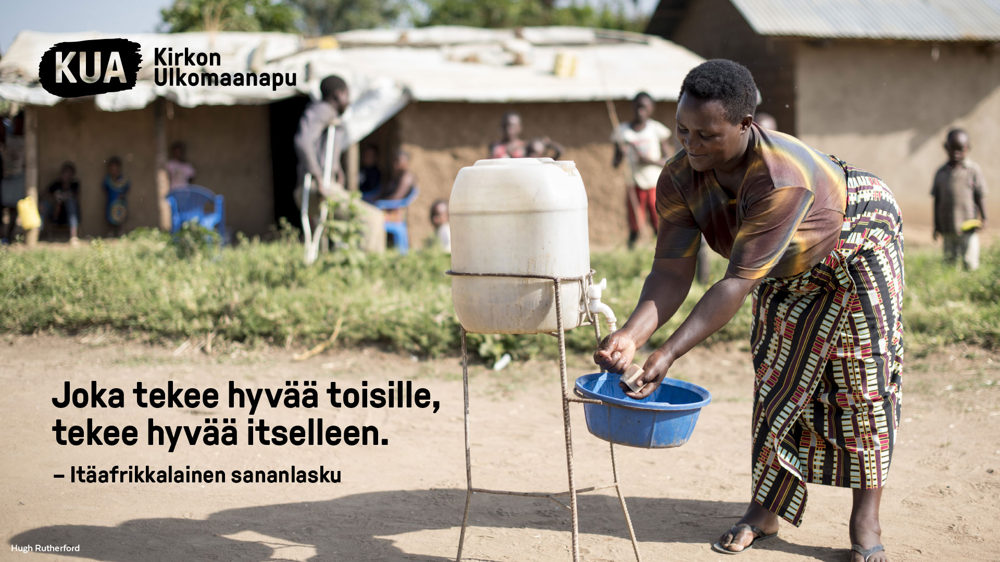 KUA
Kirkon
Ulkomaanapu
Joka tekee hyvää toisille,
tekee hyvää itselleen.
– Itäafrikkalainen sananlasku
Hugh Rutherford